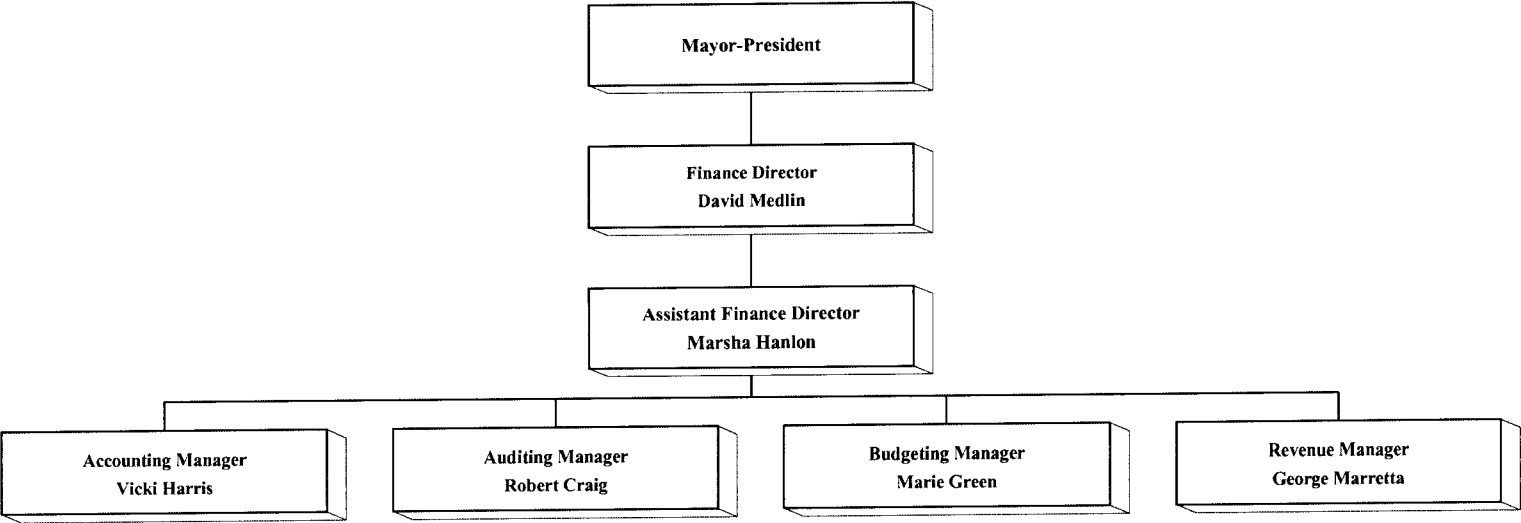 Mayor-President
Finance Director
David Medlin
Assistant Finance Director
Marsha Hanlon
Accounting Manager
Vicki Harris
Auditing Manager
Robert Craig
Budgeting Manager
Marie Green
Revenue Manager
George Marretta